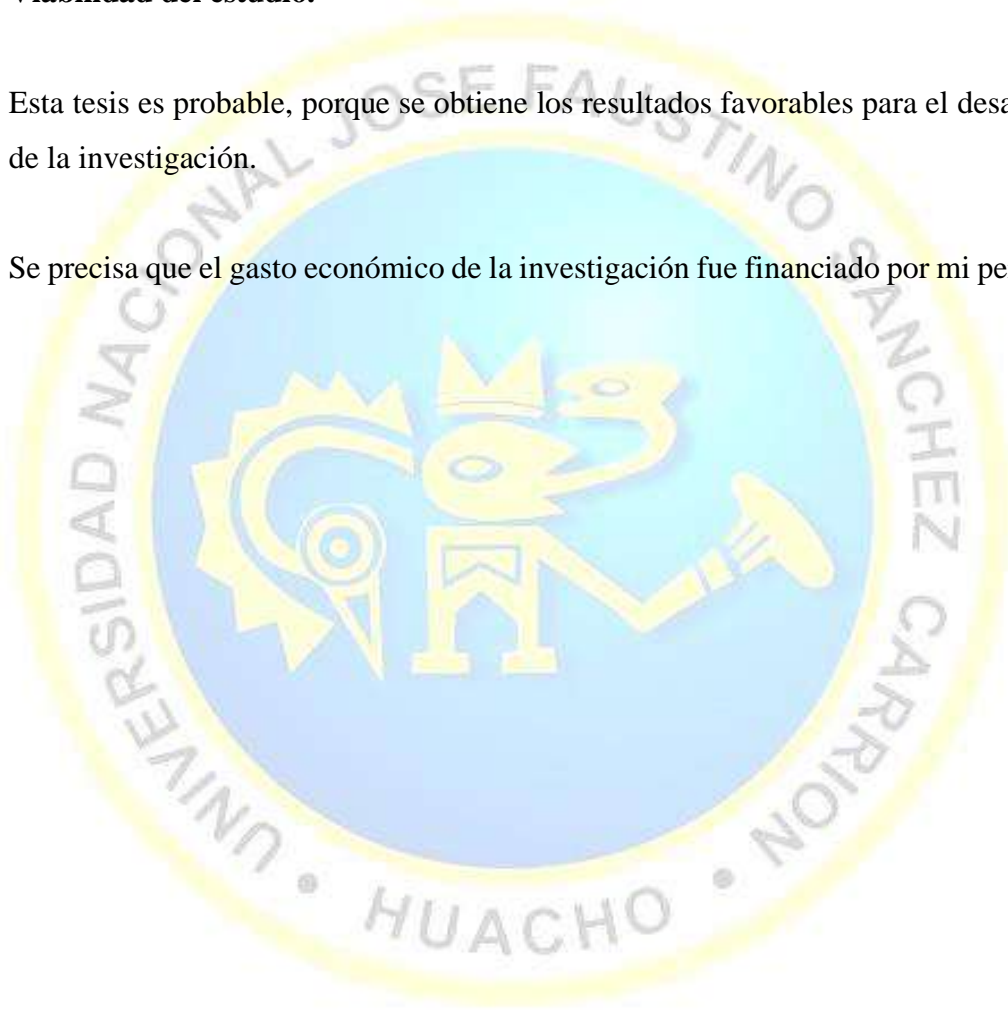 Viabilidad del estudio.
Esta tesis es probable, porque se obtiene los resultados favorables para el desa
de la investigación.
Se precisa que el gasto económico de la investigación fue financiado por mi pe
UNIVERSIDAD NACIONAL JOSE FAUSTINO SANCHEZ CARRION • HUACHO •